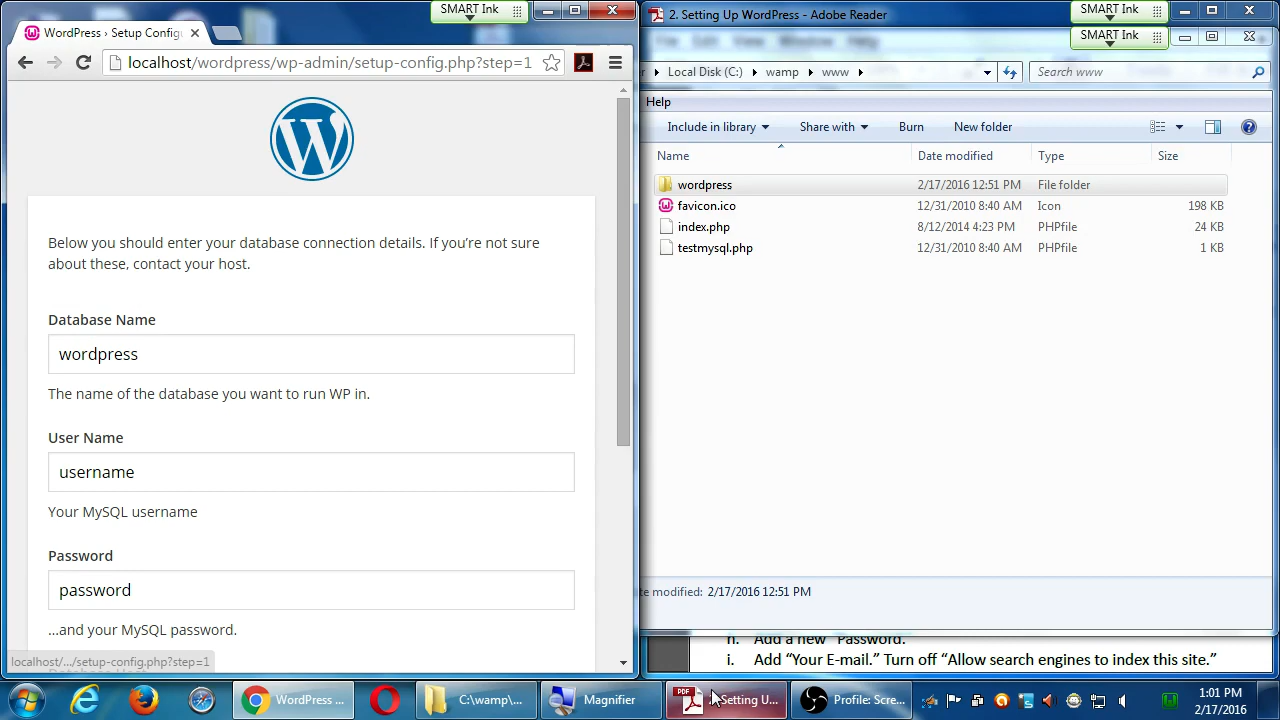 SMART Ink
WordPress › Setup Config
localhost/wordpress/wp-admin/setup-config.php?step=1
Below you should enter your database connection details. If you’re not sure
about these, contact your host.
Database Name
wordpress
The name of the database you want to run WP in.
User Name
username
Your MySQL username
Password
password
...and your MySQL password.
localhost/.../setup-config.php?step=1
2. Setting Up WordPress - Adobe Reader
SMART Ink
SMART Ink
File Edit View Window Help
Local Disk (C:) wamp www
Search www
Help
Include in library Share with Burn New folder
Name Date modified Type Size
wordpress 2/17/2016 12:51 PM File folder
favicon.ico 12/31/2010 8:40 AM Icon 198 KB
index.php 8/12/2014 4:23 PM PHPfile 24 KB
testmysql.php 12/31/2010 8:40 AM PHPfile 1 KB
te modified: 2/17/2016 12:51 PM
h. Add a new “Password.”
i. Add “Your E-mail.” Turn off “Allow search engines to index this site.”
WordPress ... C:\wamp\... Magnifier PDF Setting U... Profile: Scre... 1:01 PM
2/17/2016